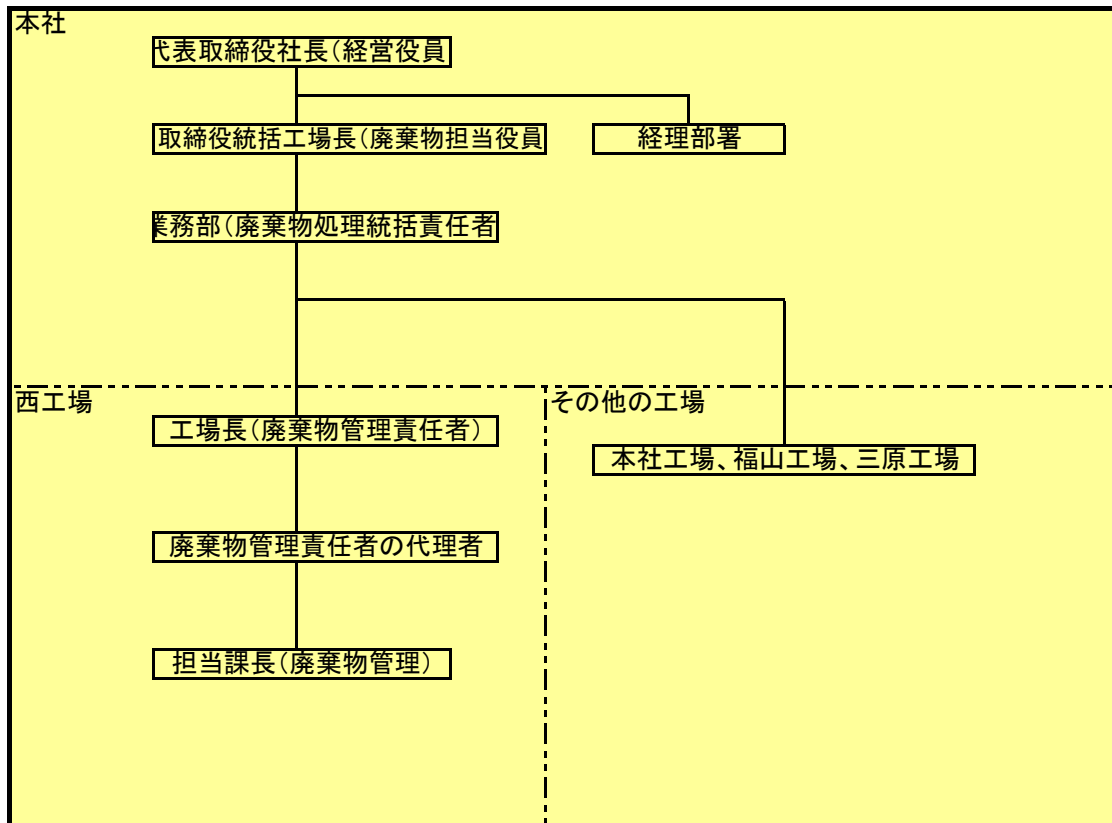 本社
代表取締役社長（経営役員
取締役統括工場長（廃棄物担当役員
経理部署
業務部（廃棄物処理統括責任者
西工場
その他の工場
工場長（廃棄物管理責任者）
本社工場、福山工場、三原工場
廃棄物管理責任者の代理者
担当課長（廃棄物管理）